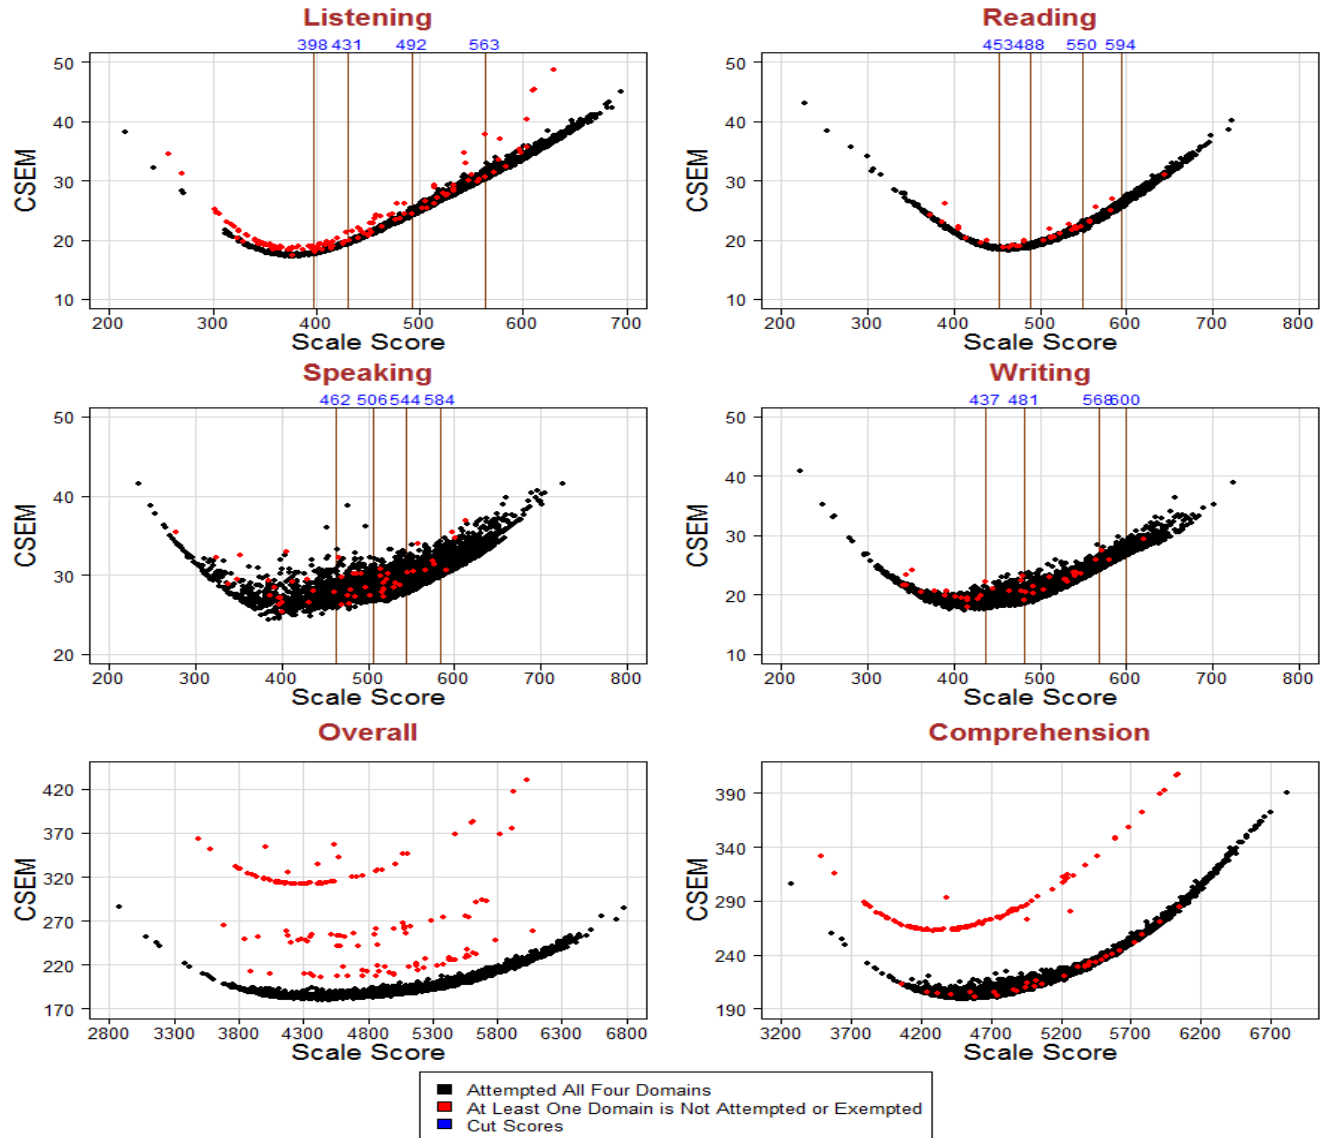 Listening
398 431 492 563
50
40
30
20
10
CSEM
200 300 400 500 600 700
Scale Score
Reading
453 488 550 594
50
40
30
20
10
CSEM
200 300 400 500 600 700 800
Scale Score
Speaking
462 506 544 584
50
40
30
20
CSEM
200 300 400 500 600 700 800
Scale Score
Writing
437 481 568 600
50
40
30
20
10
CSEM
200 300 400 500 600 700 800
Scale Score
Overall
420
370
320
270
220
170
CSEM
2800 3300 3800 4300 4800 5300 5800 6300 6800
Scale Score
Comprehension
390
340
290
240
190
CSEM
3200 3700 4200 4700 5200 5700 6200 6700
Scale Score
Attempted All Four Domains
At Least One Domain is Not Attempted or Exempted
Cut Scores